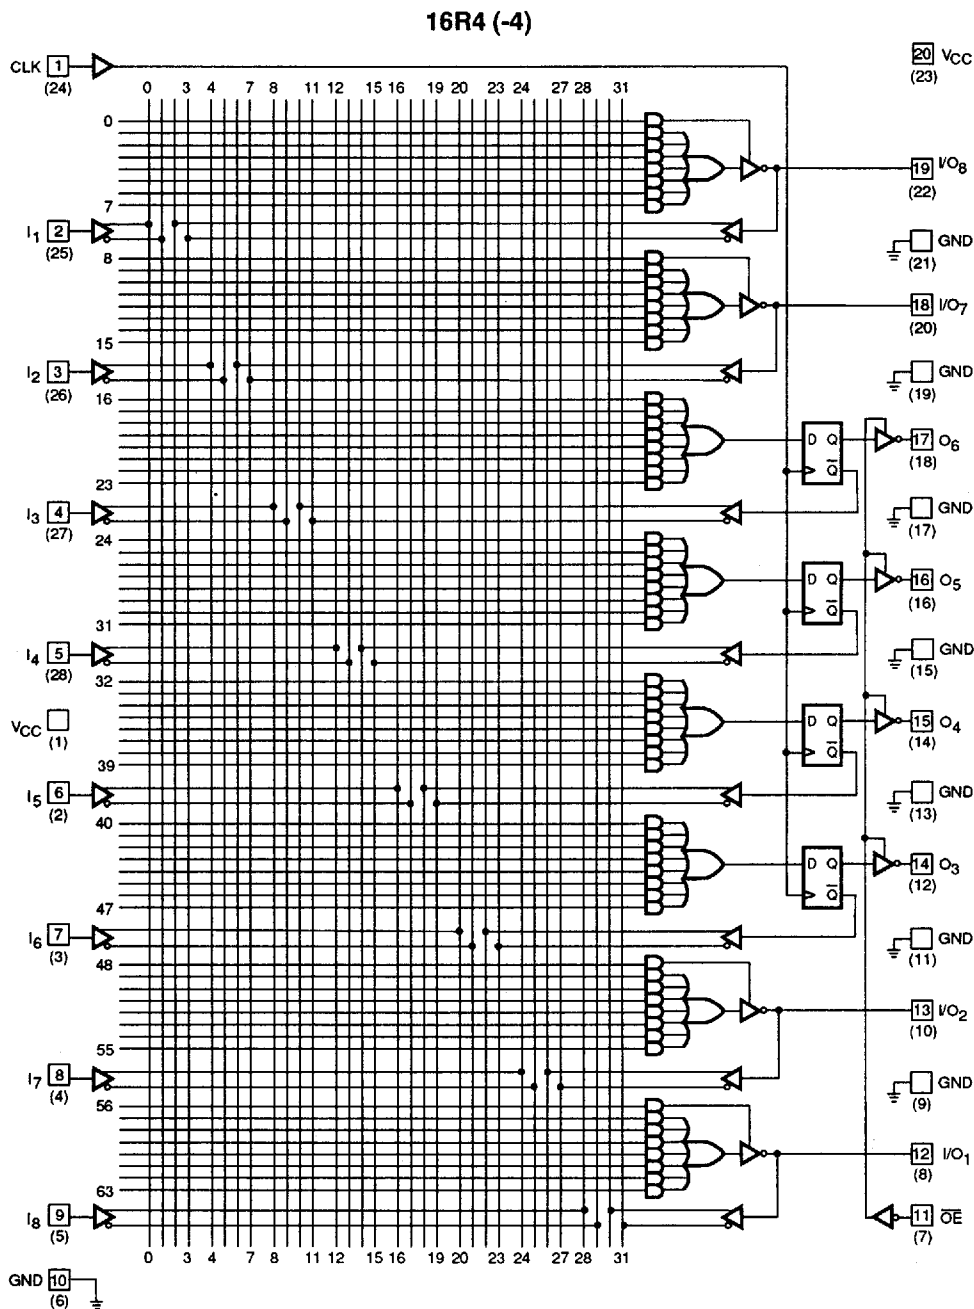 16R4 (-4)
CLK 1
(24)
20 VCC
(23)
0 3 4 7 8 11 12 15 16 19 20 23 24 27 28 31
0
19 I/O8
(22)
7
I1 2
(25)
GND
(21)
8
18 I/O7
(20)
15
I2 3
(26)
GND
(19)
16
D Q
Q̅
17 O6
(18)
23
I3 4
(27)
GND
(17)
24
D Q
Q̅
16 O5
(16)
31
I4 5
(28)
GND
(15)
32
VCC
(1)
D Q
Q̅
15 O4
(14)
39
I5 6
(2)
GND
(13)
40
D Q
Q̅
14 O3
(12)
47
I6 7
(3)
GND
(11)
48
13 I/O2
(10)
55
I7 8
(4)
GND
(9)
56
12 I/O1
(8)
63
I8 9
(5)
11 O̅E̅
(7)
0 3 4 7 8 11 12 15 16 19 20 23 24 27 28 31
GND 10
(6)